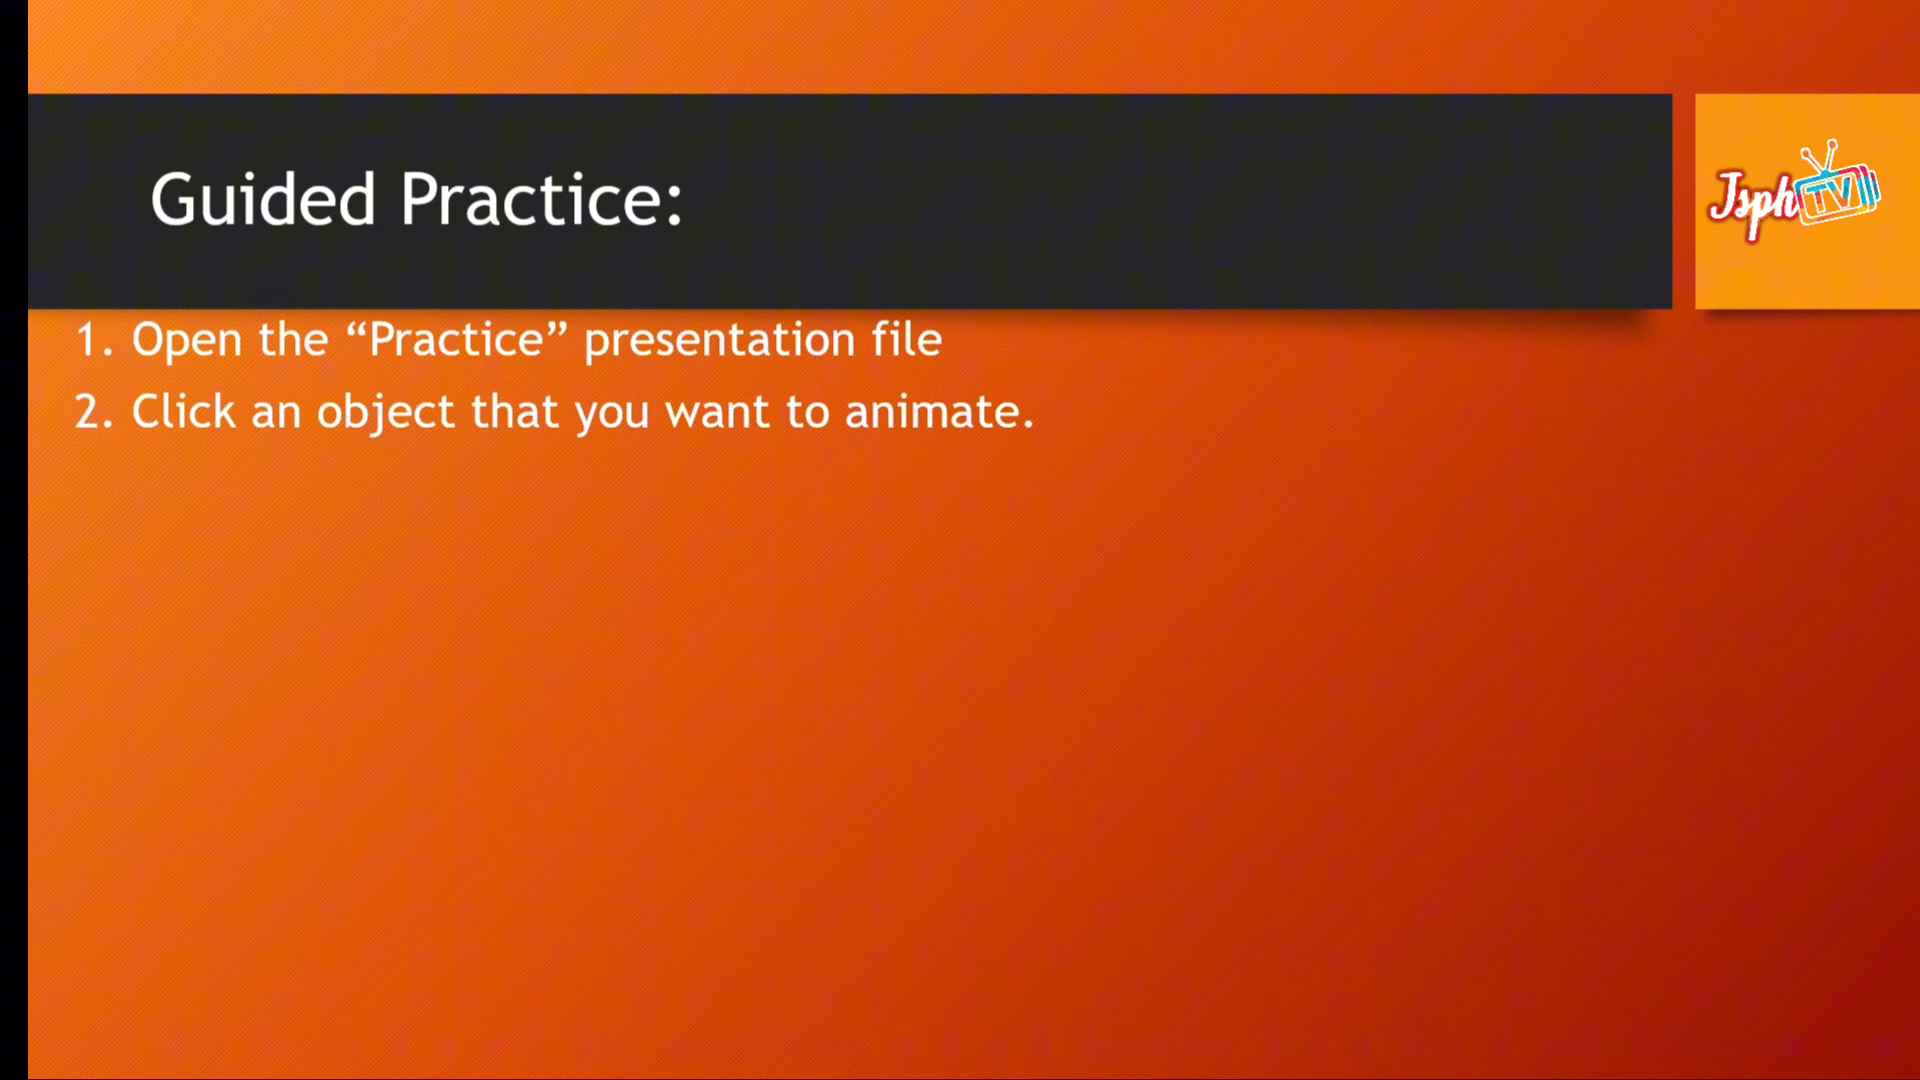 Guided Practice:
Jsph TV
1. Open the “Practice” presentation file
2. Click an object that you want to animate.